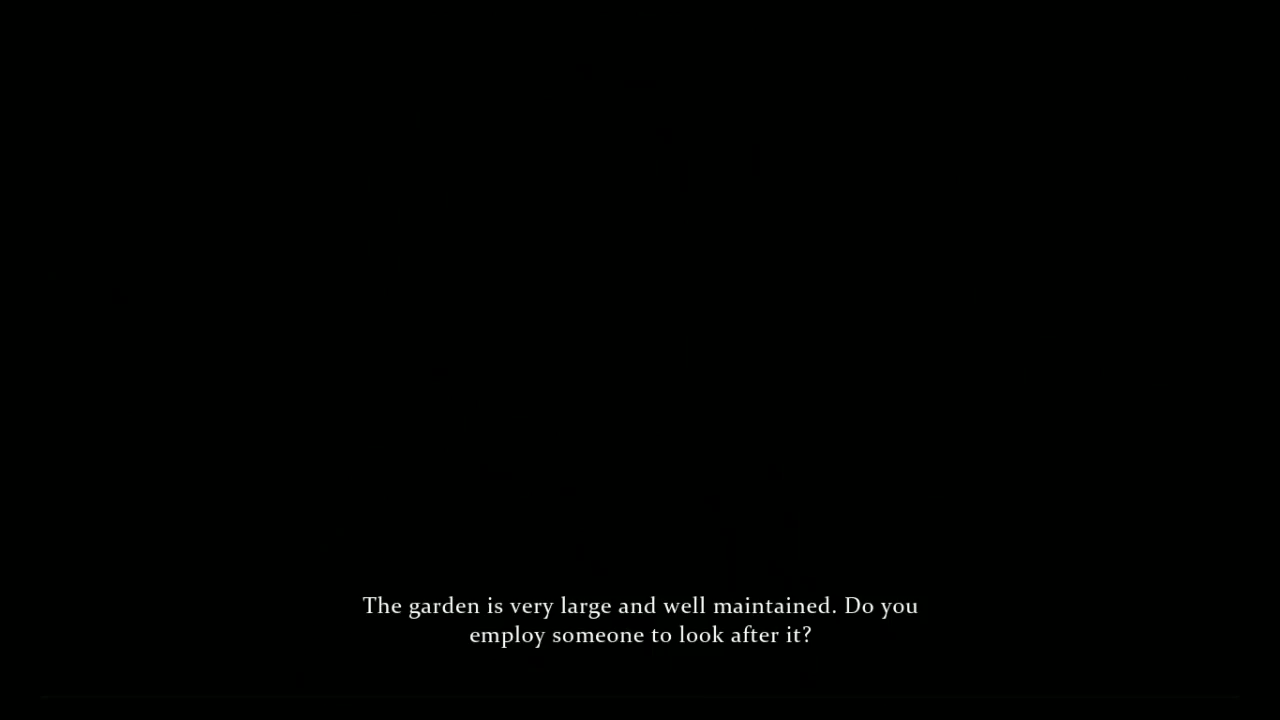 The garden is very large and well maintained. Do you
employ someone to look after it?